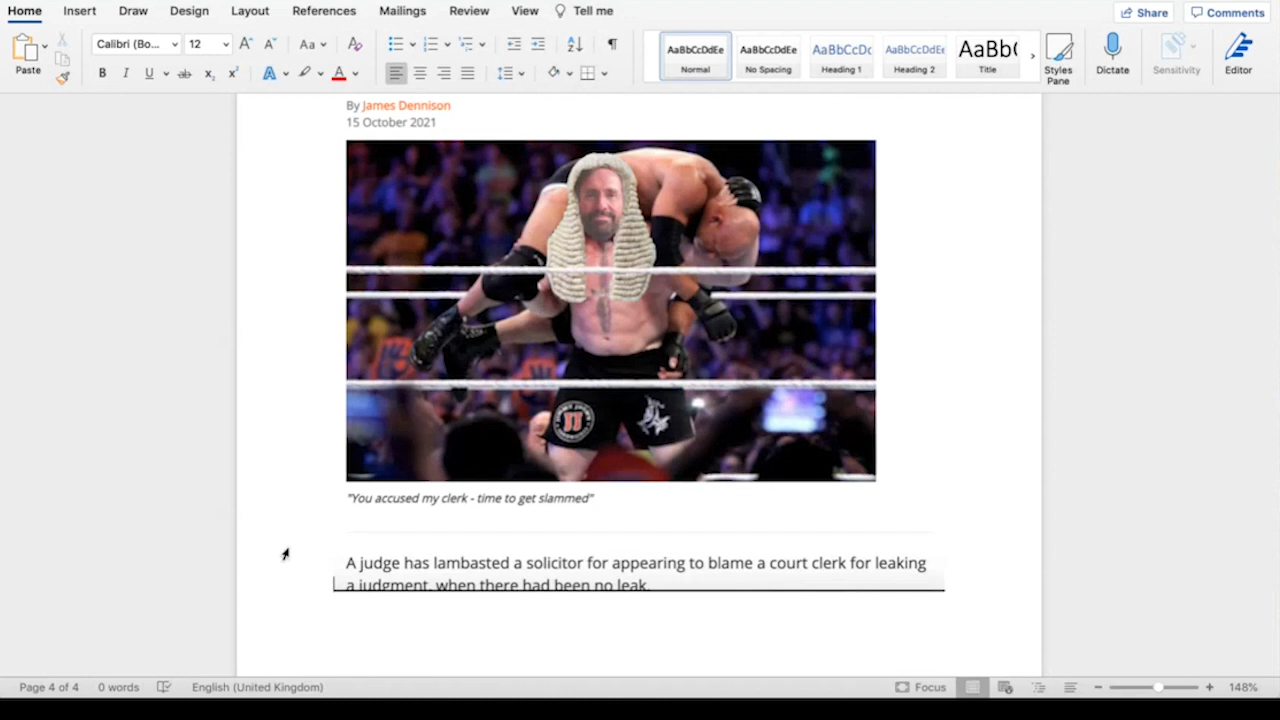 Home Insert Draw Design Layout References Mailings Review View Tell me Share Comments
Calibri (Bo... 12 Aa
Paste
B I U ab x₂ x² A A
AaBbCcDdEe AaBbCcDdEe AaBbCcDc AaBbCcDdEe AaBb(
Normal No Spacing Heading 1 Heading 2 Title
Styles Pane Dictate Sensitivity Editor
By James Dennison
15 October 2021
"You accused my clerk - time to get slammed"
A judge has lambasted a solicitor for appearing to blame a court clerk for leaking
a judgment, when there had been no leak.
Page 4 of 4 0 words English (United Kingdom) Focus 148%